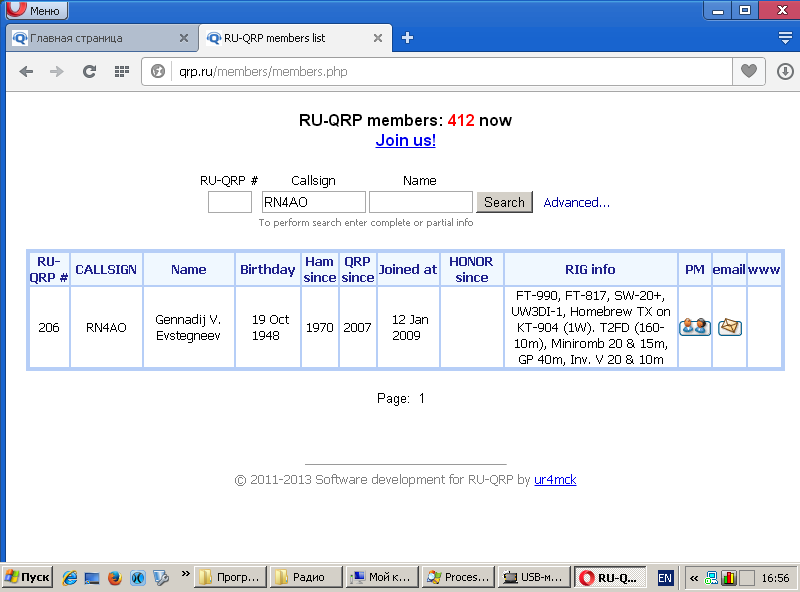 Меню
Главная страница
RU-QRP members list
qrp.ru/members/members.php
RU-QRP members: 412 now
Join us!
RU-QRP # Callsign Name
RN4AO Search Advanced...
To perform search enter complete or partial info
RU-QRP # CALLSIGN Name Birthday Ham since QRP since Joined at HONOR since RIG info PM email www
206 RN4AO Gennadij V. Evstegneev 19 Oct 1948 1970 2007 12 Jan 2009
FT-990, FT-817, SW-20+,
UW3DI-1, Homebrew TX on
KT-904 (1W). T2FD (160-
10m), Miniromb 20 & 15m,
GP 40m, Inv. V 20 & 10m
Page: 1
© 2011-2013 Software development for RU-QRP by ur4mck
Пуск » Прогр... Радио Мой к... Proces... USB-м... RU-Q... EN « 16:56